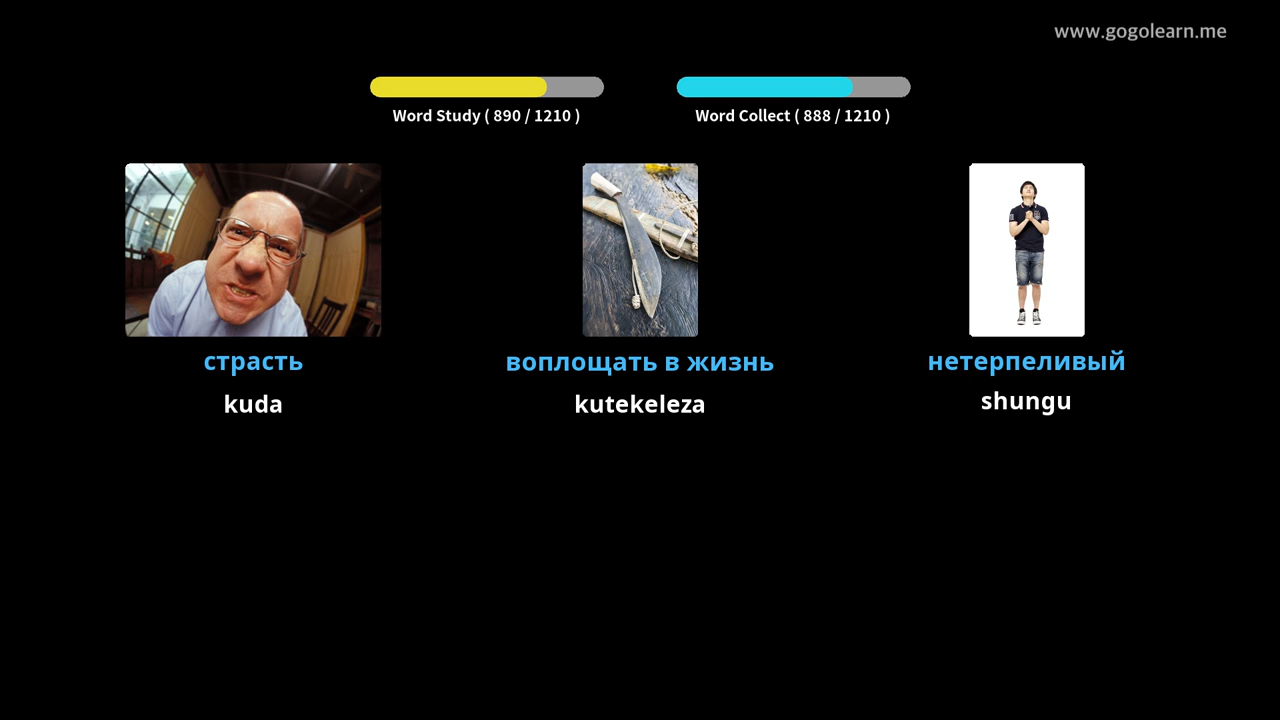 www.gogolearn.me
Word Study ( 890 / 1210 )
Word Collect ( 888 / 1210 )
страсть
воплощать в жизнь
нетерпеливый
kuda
kutekeleza
shungu